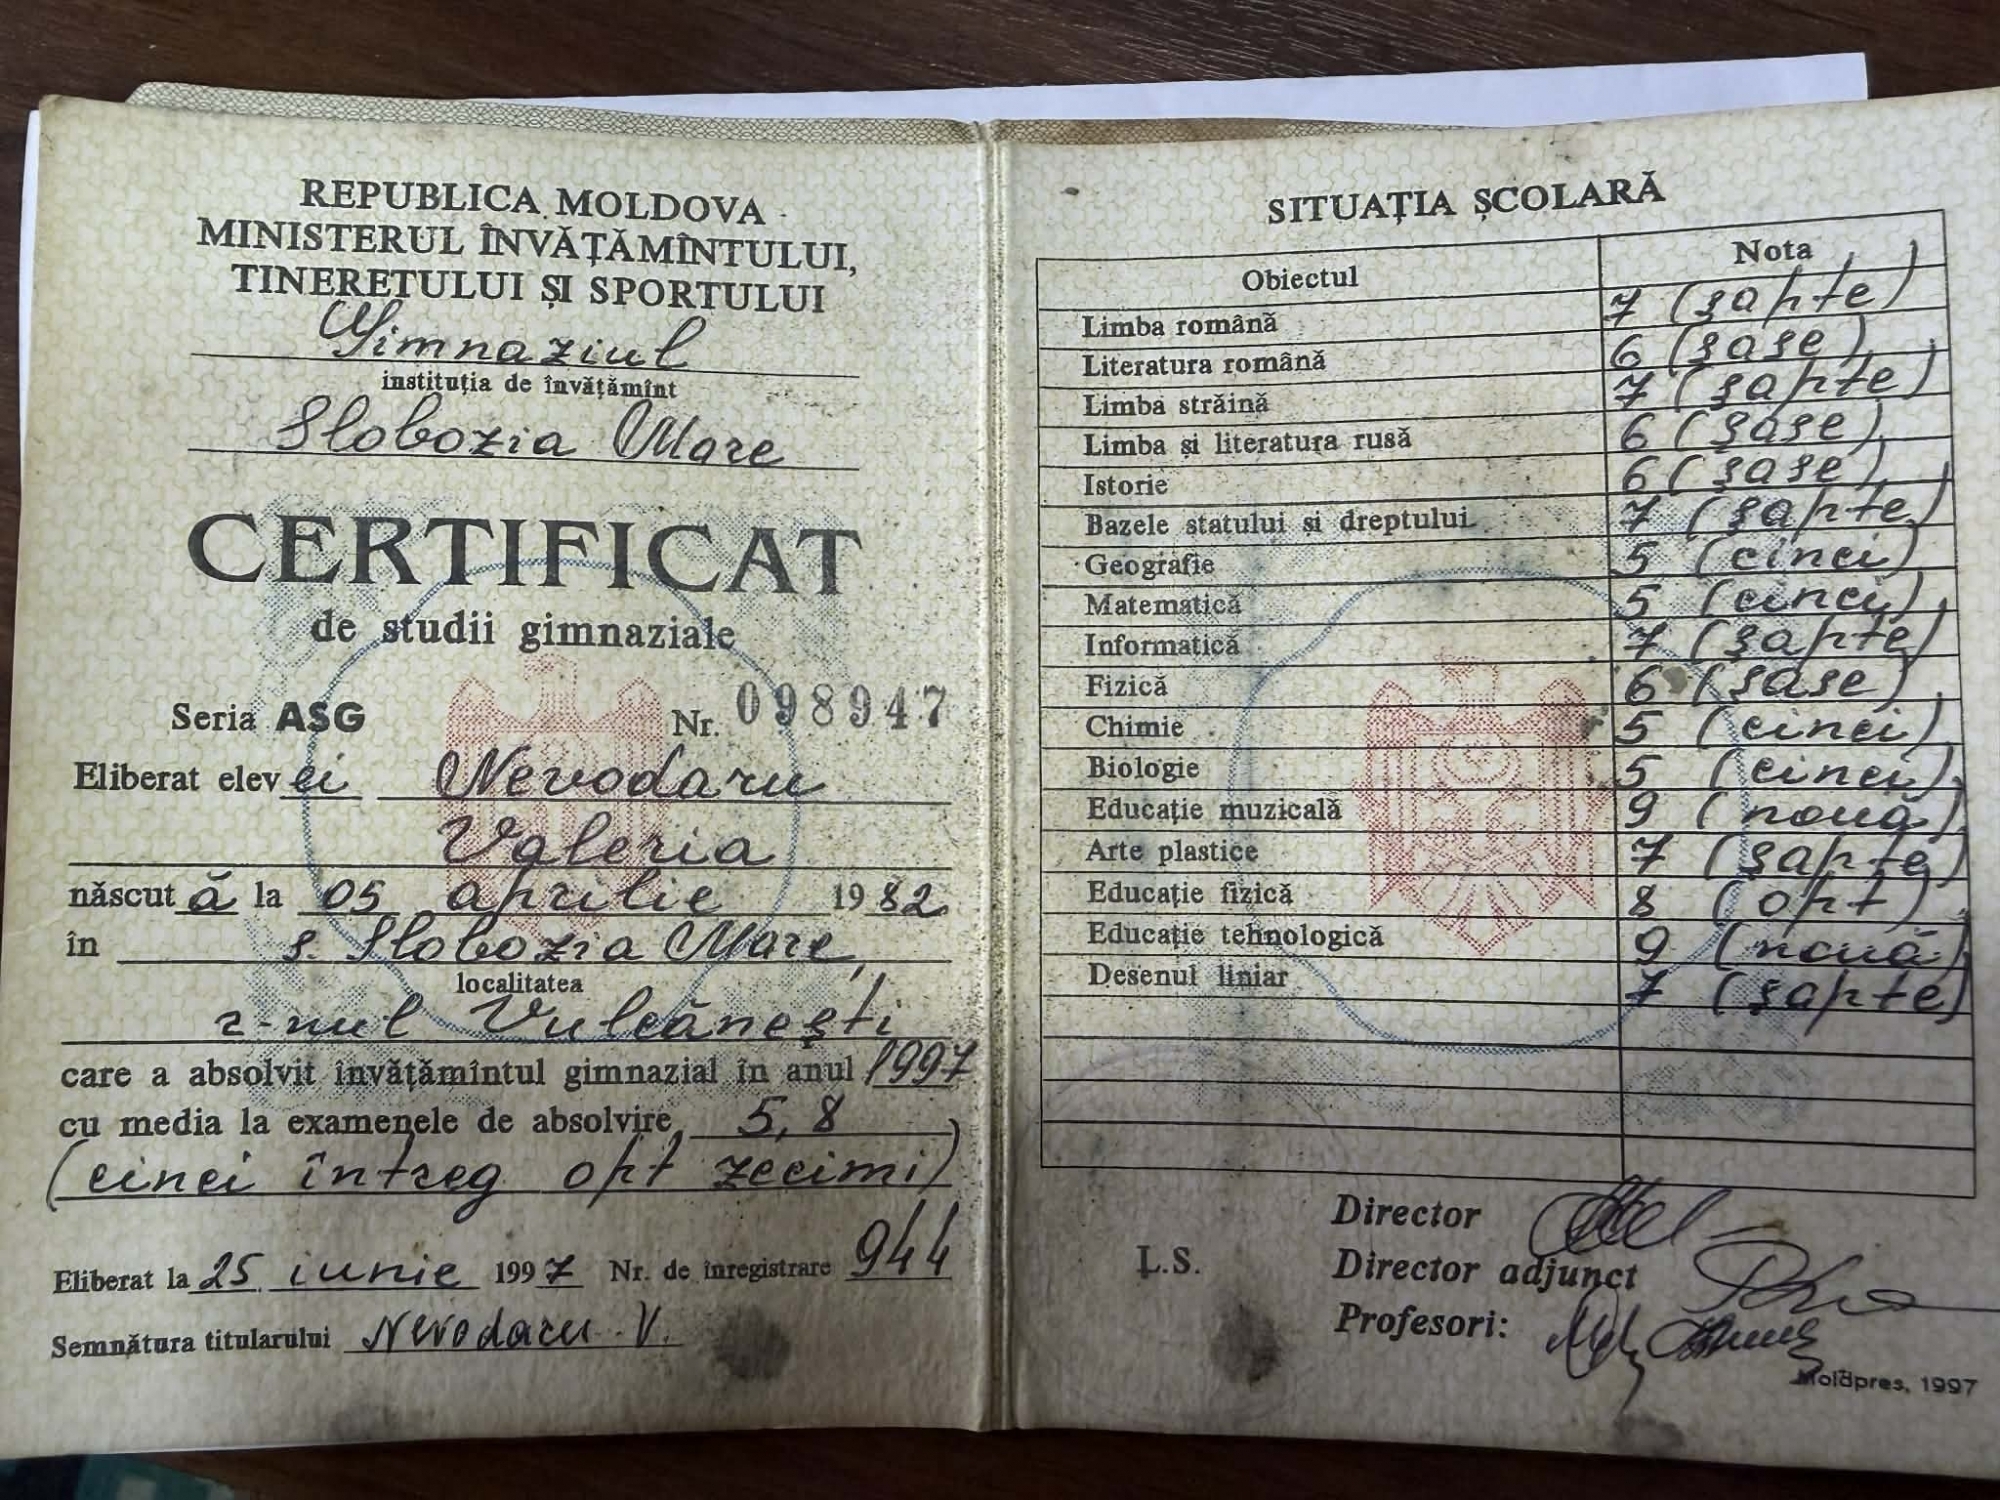 REPUBLICA MOLDOVA
MINISTERUL ÎNVĂȚĂMÎNTULUI,
TINERETULUI ȘI SPORTULUI
Gimnaziul
instituția de învățămînt
Slobozia Mare
CERTIFICAT
de studii gimnaziale
Seria ASG Nr. 098947
Eliberat elevei Nevodaru
Valeria
născută la 05 aprilie 1982
în s. Slobozia Mare,
localitatea
r-nul Vulcănești
care a absolvit învățămîntul gimnazial în anul 1997
cu media la examenele de absolvire 5,8
(cinci întreg opt zecimi)
Eliberat la 25 iunie 1997 Nr. de înregistrare 944
Semnătura titularului Nevodaru V.
SITUAȚIA ȘCOLARĂ
Obiectul Nota
Limba română 7 (șapte)
Literatura română 6 (șase)
Limba străină 7 (șapte)
Limba și literatura rusă 6 (șase)
Istorie 6 (șase)
Bazele statului și dreptului 7 (șapte)
Geografie 5 (cinci)
Matematică 5 (cinci)
Informatică 7 (șapte)
Fizică 6 (șase)
Chimie 5 (cinci)
Biologie 5 (cinci)
Educație muzicală 9 (nouă)
Arte plastice 7 (șapte)
Educație fizică 8 (opt)
Educație tehnologică 9 (nouă)
Desenul liniar 7 (șapte)
Director
L.S.
Director adjunct
Profesori:
Moldpres, 1997